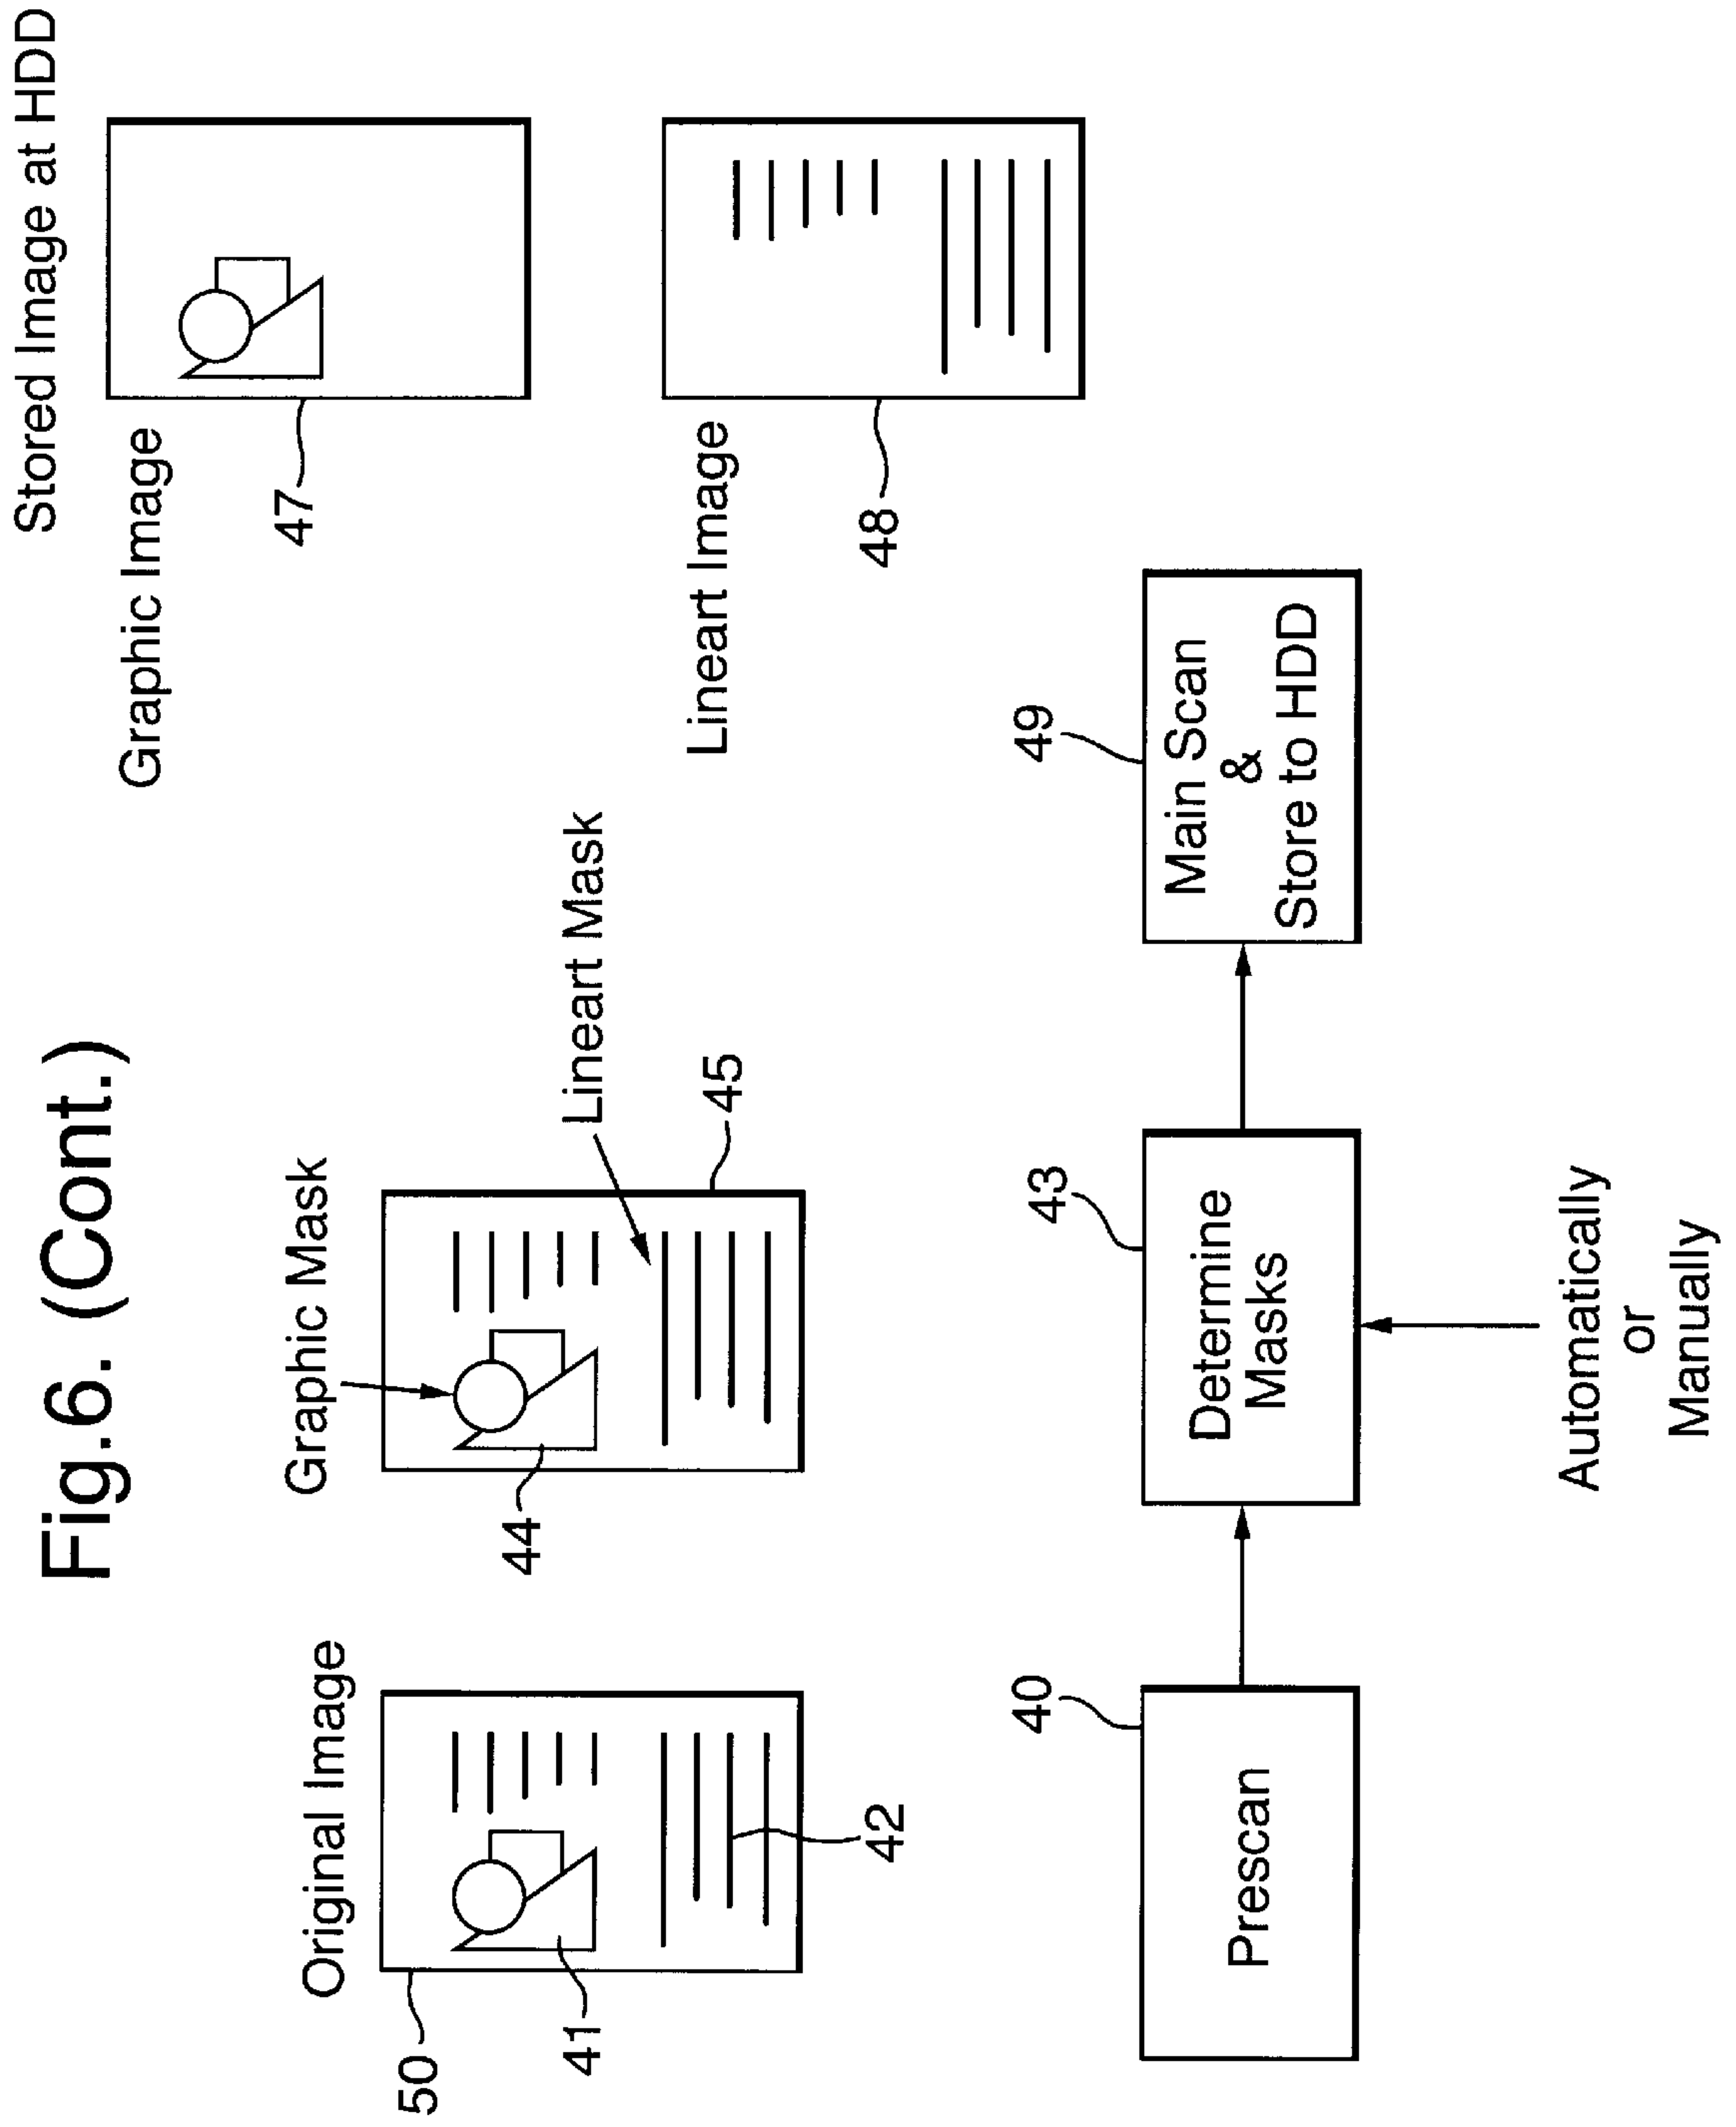 Fig.6. (Cont.)
Stored Image at HDD
Original Image
50
41
42
Graphic Mask
44
Lineart Mask
45
Graphic Image
47
Lineart Image
48
40
Prescan
43
Determine
Masks
Automatically
or
Manually
49
Main Scan
&
Store to HDD